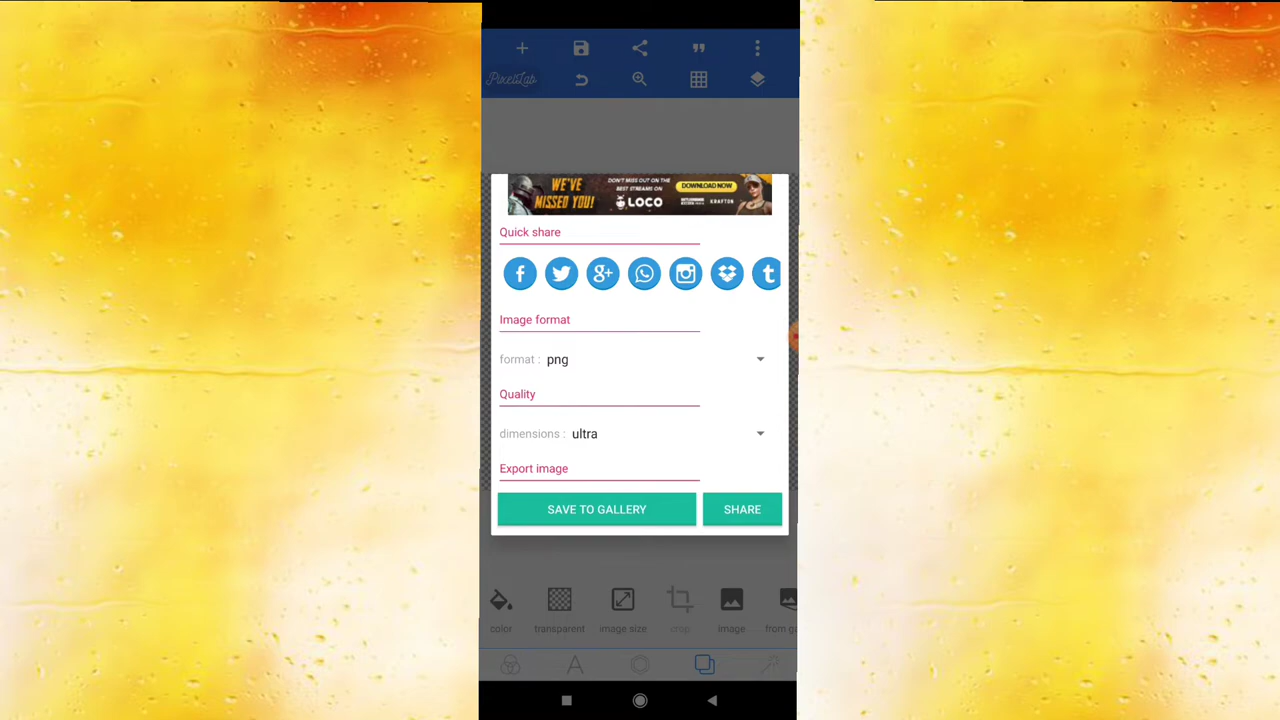 PixelLab
WE'VE
MISSED YOU!
DON'T MISS OUT ON THE
BEST STREAMS ON
LOCO
DOWNLOAD NOW
KRAFTON
Quick share
Image format
format : png
Quality
dimensions : ultra
Export image
SAVE TO GALLERY
SHARE
color
transparent
image size
crop
image
from ga